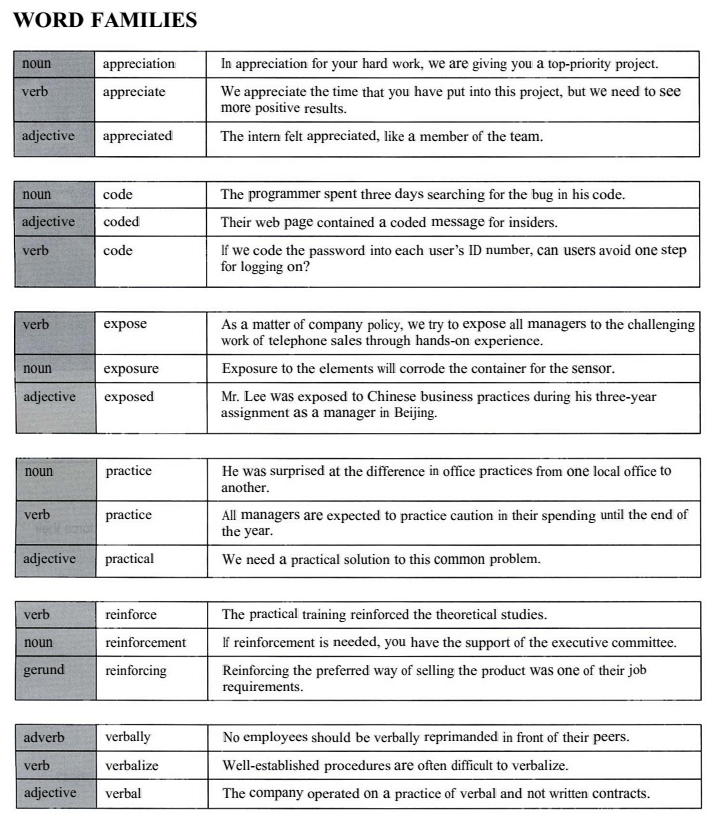 WORD FAMILIES
noun appreciation In appreciation for your hard work, we are giving you a top-priority project.
verb appreciate We appreciate the time that you have put into this project, but we need to see
more positive results.
adjective appreciated The intern felt appreciated, like a member of the team.
noun code The programmer spent three days searching for the bug in his code.
adjective coded Their web page contained a coded message for insiders.
verb code If we code the password into each user's ID number, can users avoid one step
for logging on?
verb expose As a matter of company policy, we try to expose all managers to the challenging
work of telephone sales through hands-on experience.
noun exposure Exposure to the elements will corrode the container for the sensor.
adjective exposed Mr. Lee was exposed to Chinese business practices during his three-year
assignment as a manager in Beijing.
noun practice He was surprised at the difference in office practices from one local office to
another.
verb practice All managers are expected to practice caution in their spending until the end of
the year.
adjective practical We need a practical solution to this common problem.
verb reinforce The practical training reinforced the theoretical studies.
noun reinforcement If reinforcement is needed, you have the support of the executive committee.
gerund reinforcing Reinforcing the preferred way of selling the product was one of their job
requirements.
adverb verbally No employees should be verbally reprimanded in front of their peers.
verb verbalize Well-established procedures are often difficult to verbalize.
adjective verbal The company operated on a practice of verbal and not written contracts.